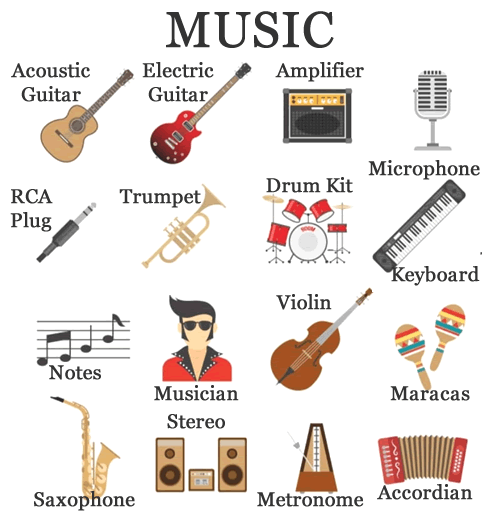 MUSIC
Acoustic
Guitar
Electric
Guitar
Amplifier
Microphone
RCA
Plug
Trumpet
Drum Kit
Keyboard
Notes
Musician
Violin
Maracas
Saxophone
Stereo
Metronome
Accordian